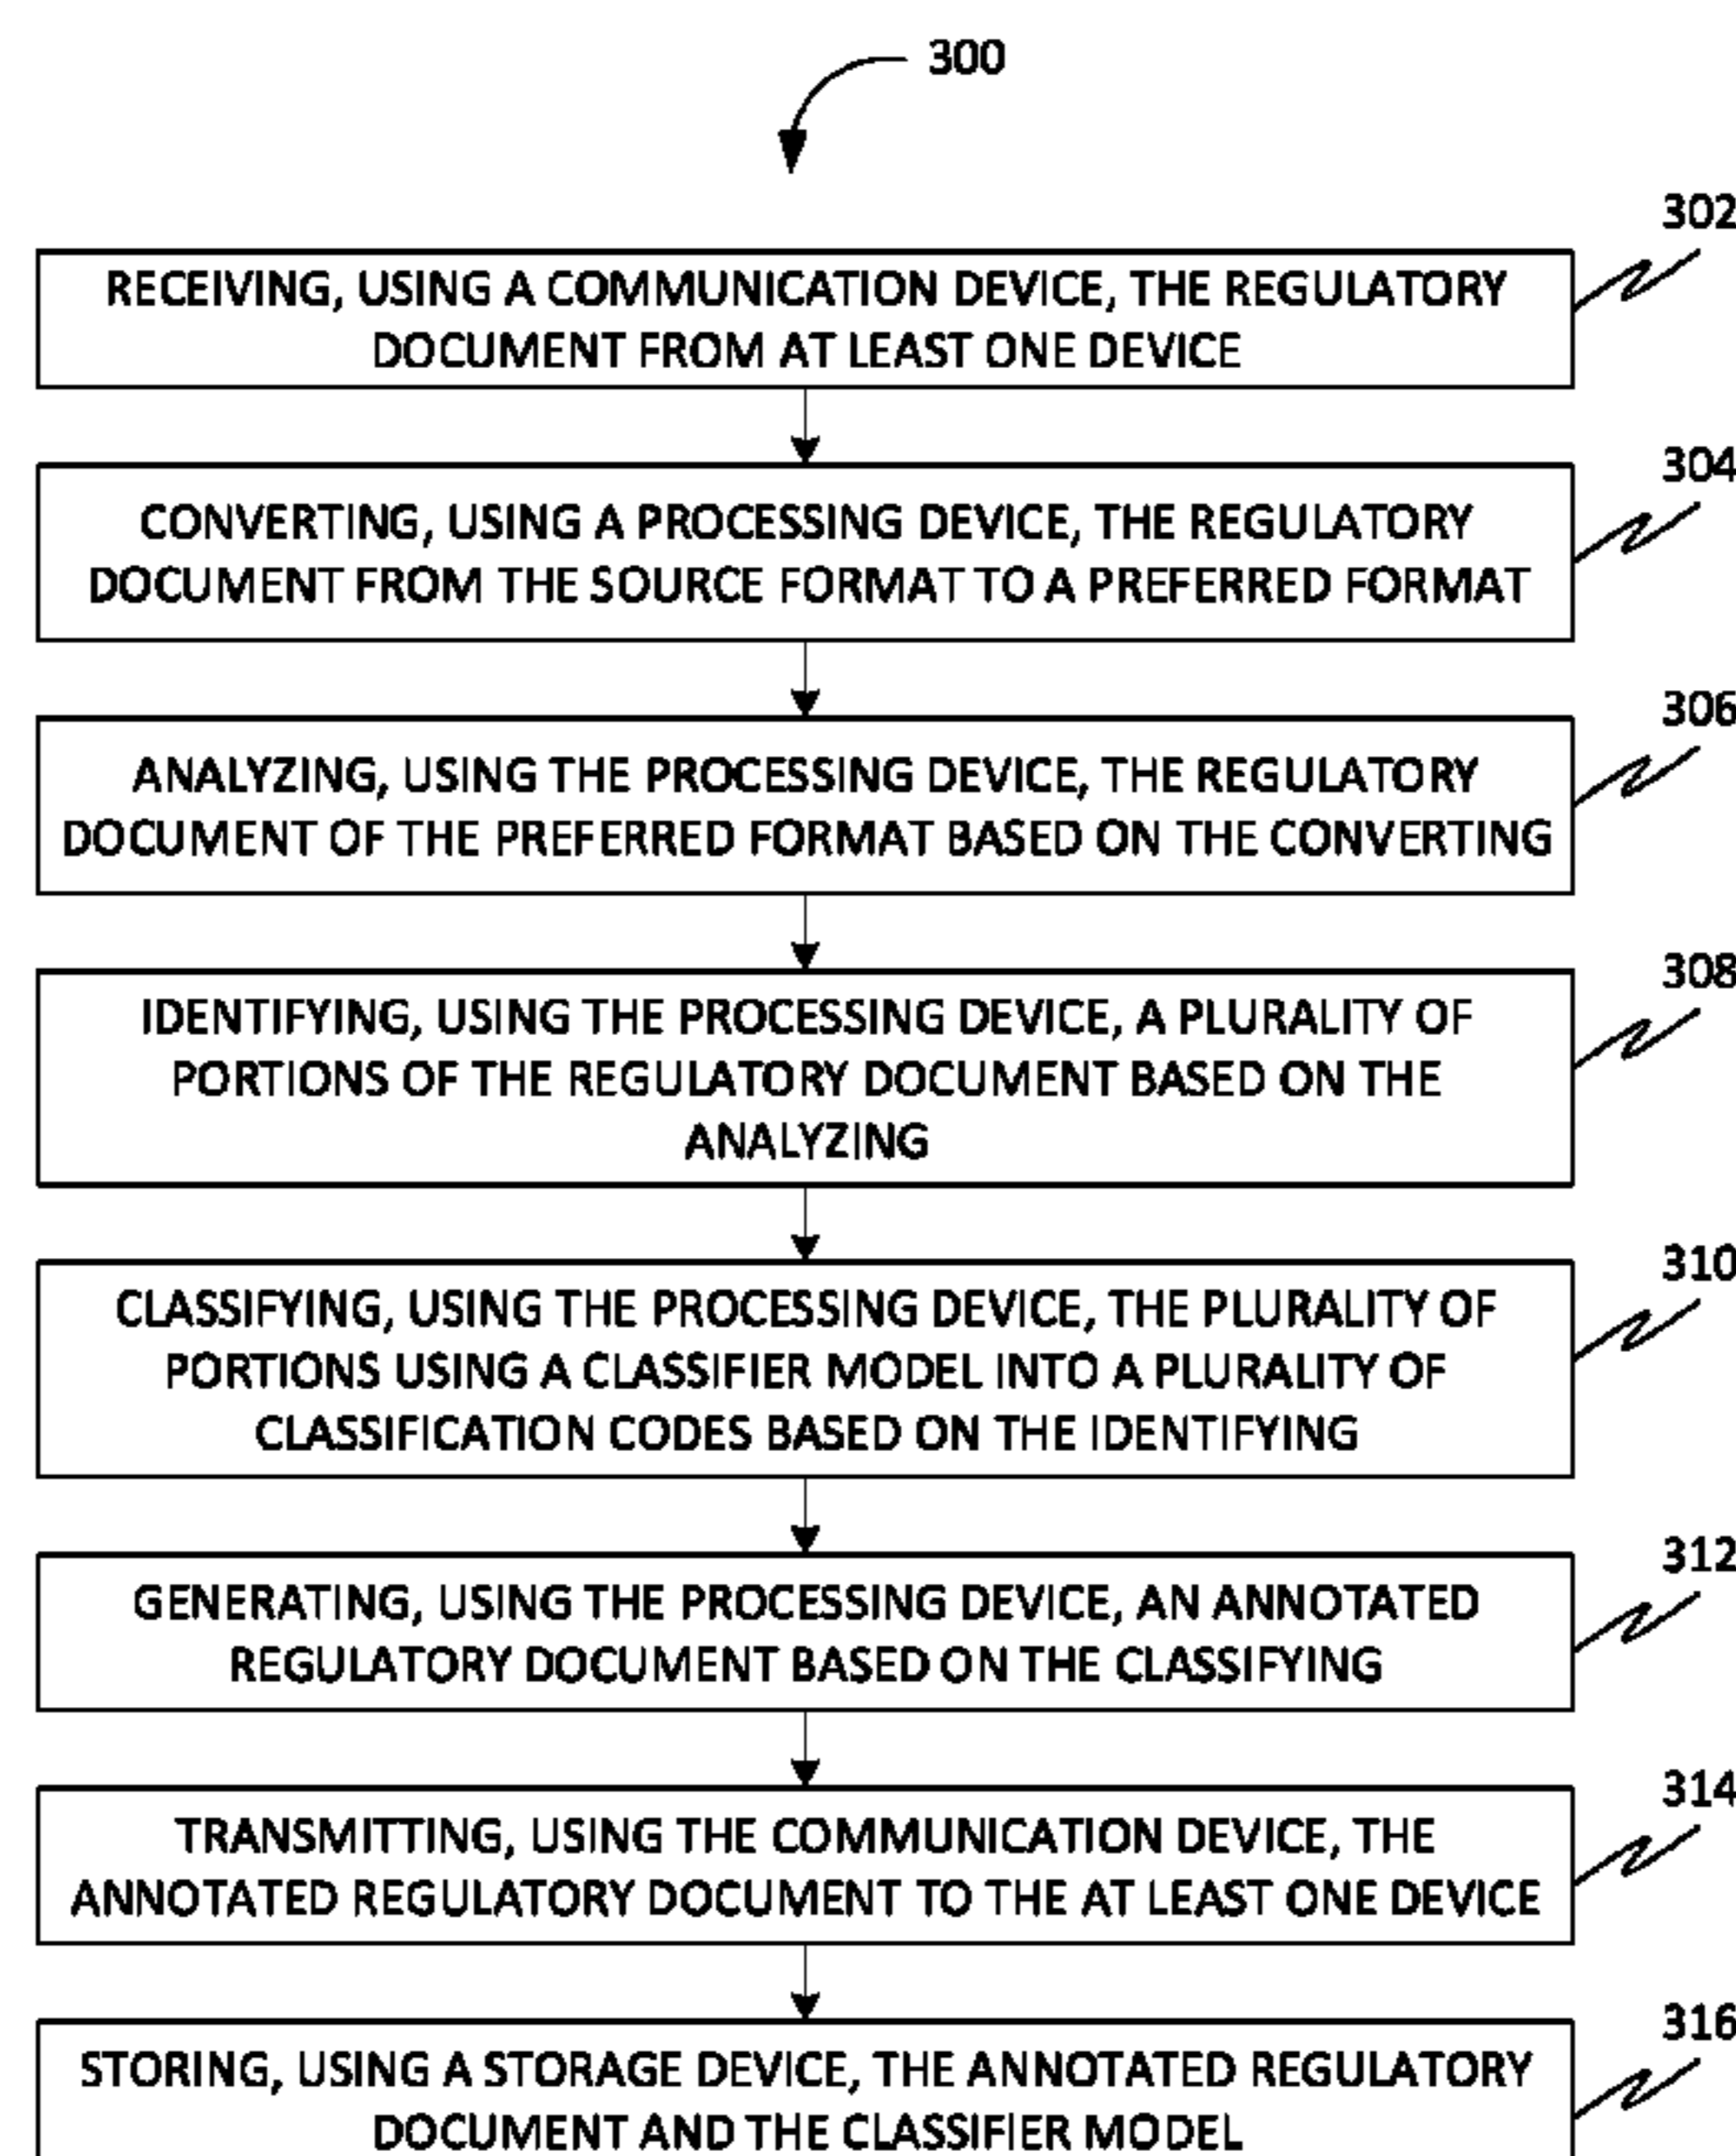 300
302
RECEIVING, USING A COMMUNICATION DEVICE, THE REGULATORY
DOCUMENT FROM AT LEAST ONE DEVICE
304
CONVERTING, USING A PROCESSING DEVICE, THE REGULATORY
DOCUMENT FROM THE SOURCE FORMAT TO A PREFERRED FORMAT
306
ANALYZING, USING THE PROCESSING DEVICE, THE REGULATORY
DOCUMENT OF THE PREFERRED FORMAT BASED ON THE CONVERTING
308
IDENTIFYING, USING THE PROCESSING DEVICE, A PLURALITY OF
PORTIONS OF THE REGULATORY DOCUMENT BASED ON THE
ANALYZING
310
CLASSIFYING, USING THE PROCESSING DEVICE, THE PLURALITY OF
PORTIONS USING A CLASSIFIER MODEL INTO A PLURALITY OF
CLASSIFICATION CODES BASED ON THE IDENTIFYING
312
GENERATING, USING THE PROCESSING DEVICE, AN ANNOTATED
REGULATORY DOCUMENT BASED ON THE CLASSIFYING
314
TRANSMITTING, USING THE COMMUNICATION DEVICE, THE
ANNOTATED REGULATORY DOCUMENT TO THE AT LEAST ONE DEVICE
316
STORING, USING A STORAGE DEVICE, THE ANNOTATED REGULATORY
DOCUMENT AND THE CLASSIFIER MODEL